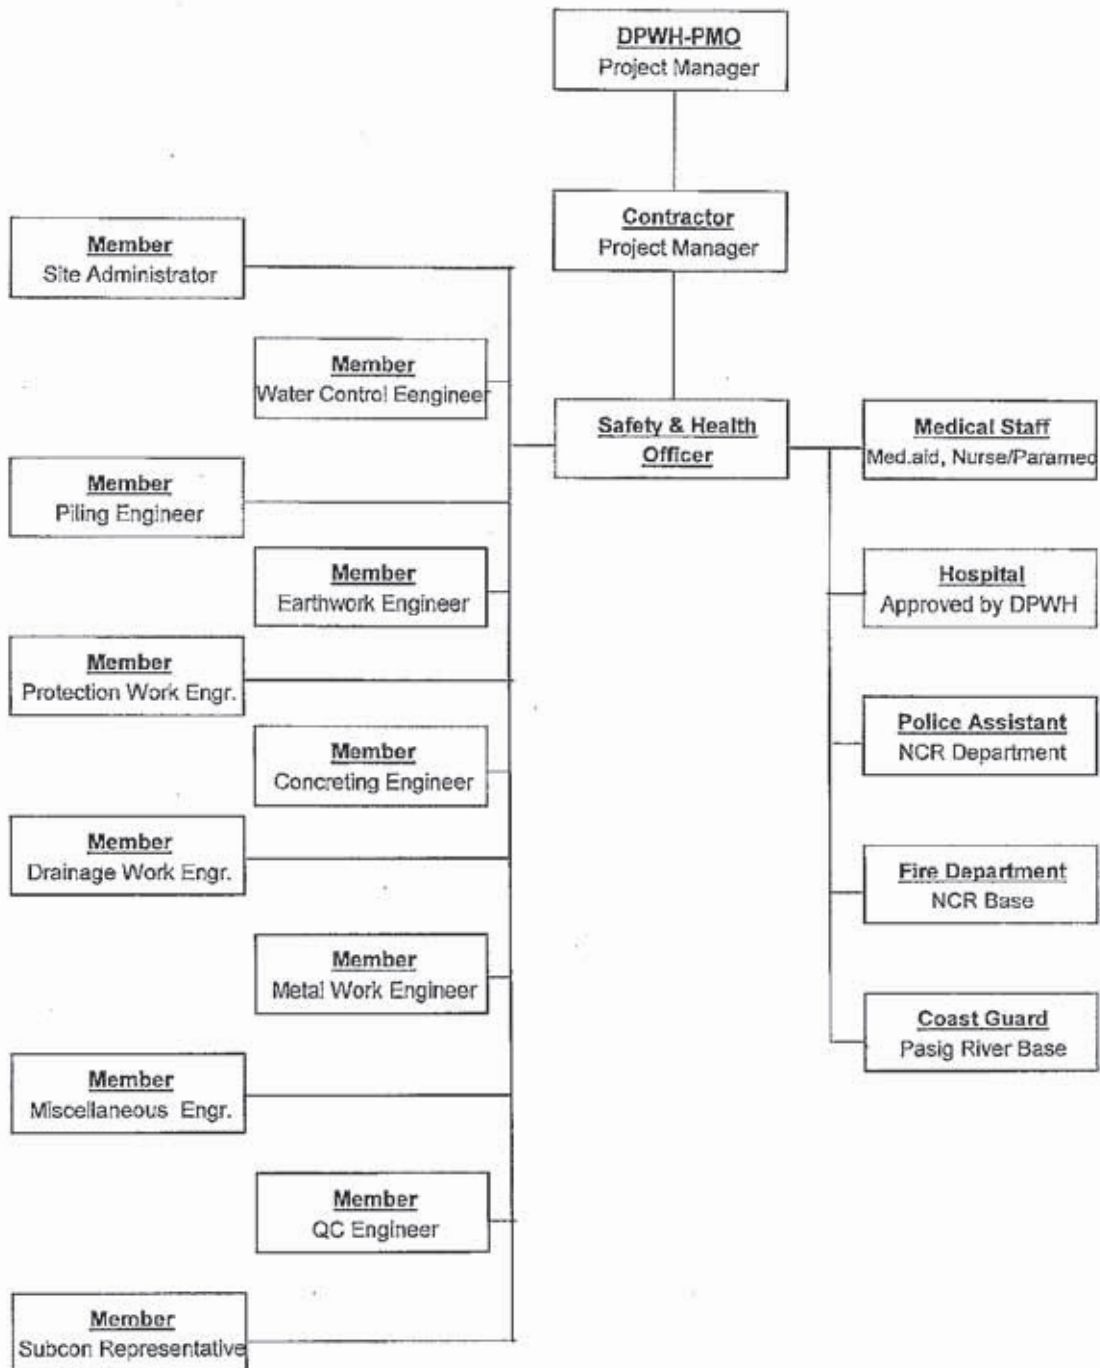 DPWH-PMO
Project Manager
Contractor
Project Manager
Member
Site Administrator
Member
Water Control Eengineer
Safety & Health
Officer
Medical Staff
Med.aid, Nurse/Paramed
Member
Piling Engineer
Member
Earthwork Engineer
Hospital
Approved by DPWH
Member
Protection Work Engr.
Police Assistant
NCR Department
Member
Concreting Engineer
Member
Drainage Work Engr.
Fire Department
NCR Base
Member
Metal Work Engineer
Coast Guard
Pasig River Base
Member
Miscellaneous Engr.
Member
QC Engineer
Member
Subcon Representative